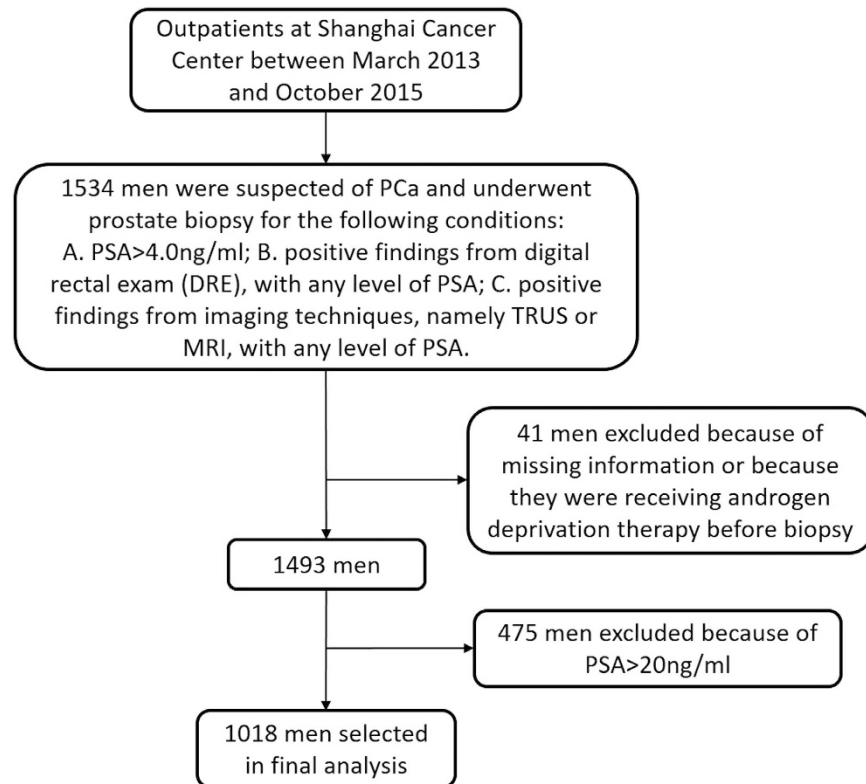 Outpatients at Shanghai Cancer
Center between March 2013
and October 2015
1534 men were suspected of PCa and underwent
prostate biopsy for the following conditions:
A. PSA>4.0ng/ml; B. positive findings from digital
rectal exam (DRE), with any level of PSA; C. positive
findings from imaging techniques, namely TRUS or
MRI, with any level of PSA.
41 men excluded because of
missing information or because
they were receiving androgen
deprivation therapy before biopsy
1493 men
475 men excluded because of
PSA>20ng/ml
1018 men selected
in final analysis